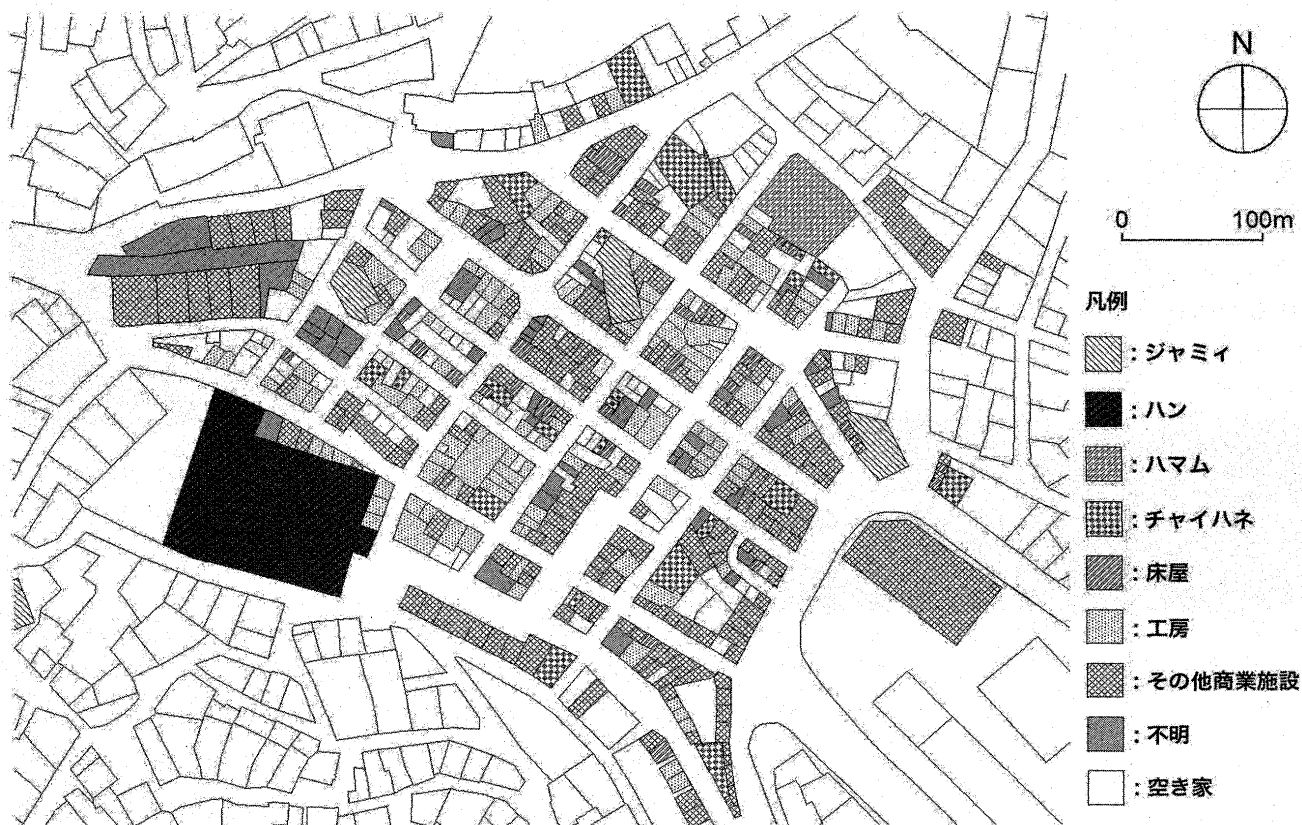 N
0 100m
凡例
: ジャミィ
: ハン
: ハマム
: チャイハネ
: 床屋
: 工房
: その他商業施設
: 不明
: 空き家